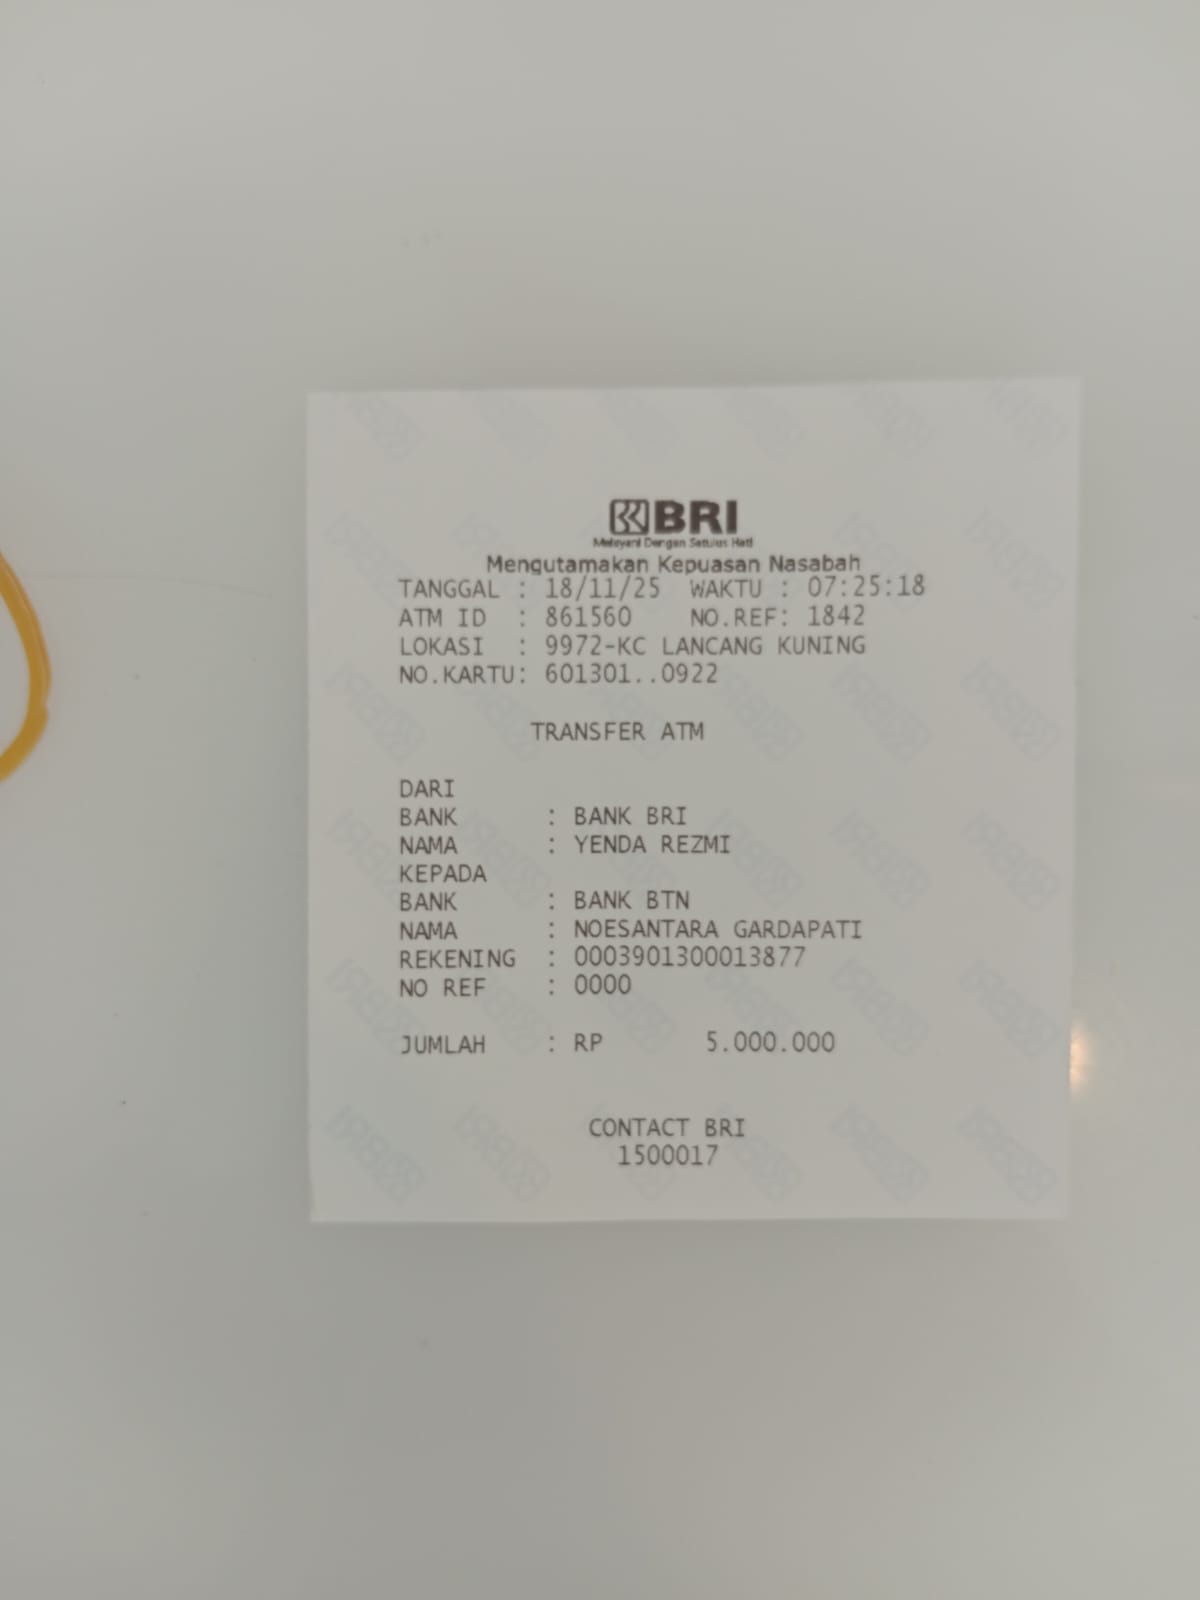 BRI
Melayani Dengan Setulus Hati
Mengutamakan Kepuasan Nasabah
TANGGAL : 18/11/25 WAKTU : 07:25:18
ATM ID : 861560 NO.REF: 1842
LOKASI : 9972-KC LANCANG KUNING
NO.KARTU: 601301..0922
TRANSFER ATM
DARI
BANK : BANK BRI
NAMA : YENDA REZMI
KEPADA
BANK : BANK BTN
NAMA : NOESANTARA GARDAPATI
REKENING : 0003901300013877
NO REF : 0000
JUMLAH : RP 5.000.000
CONTACT BRI
1500017